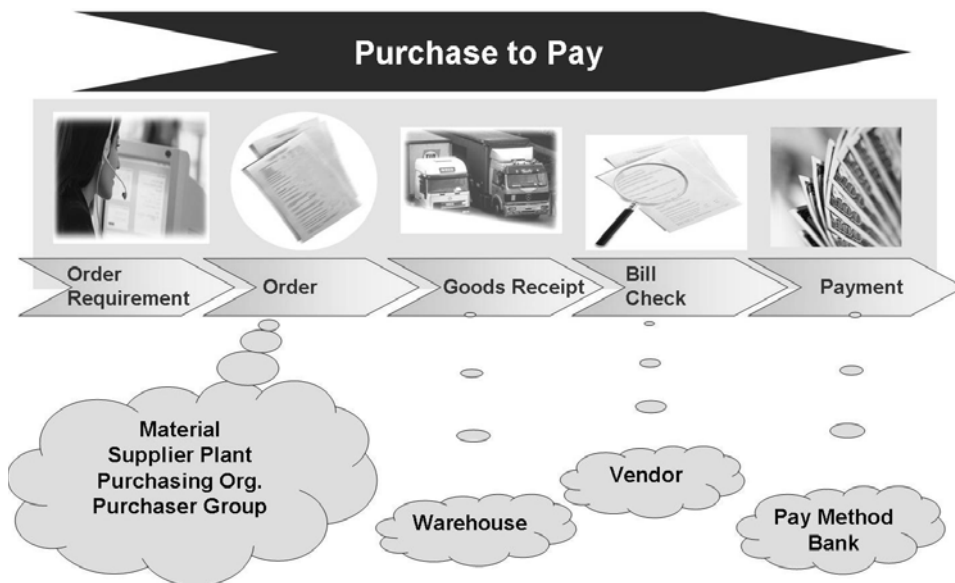 Purchase to Pay
Order
Requirement
Order
Goods Receipt
Bill
Check
Payment
Material
Supplier Plant
Purchasing Org.
Purchaser Group
Warehouse
Vendor
Pay Method
Bank